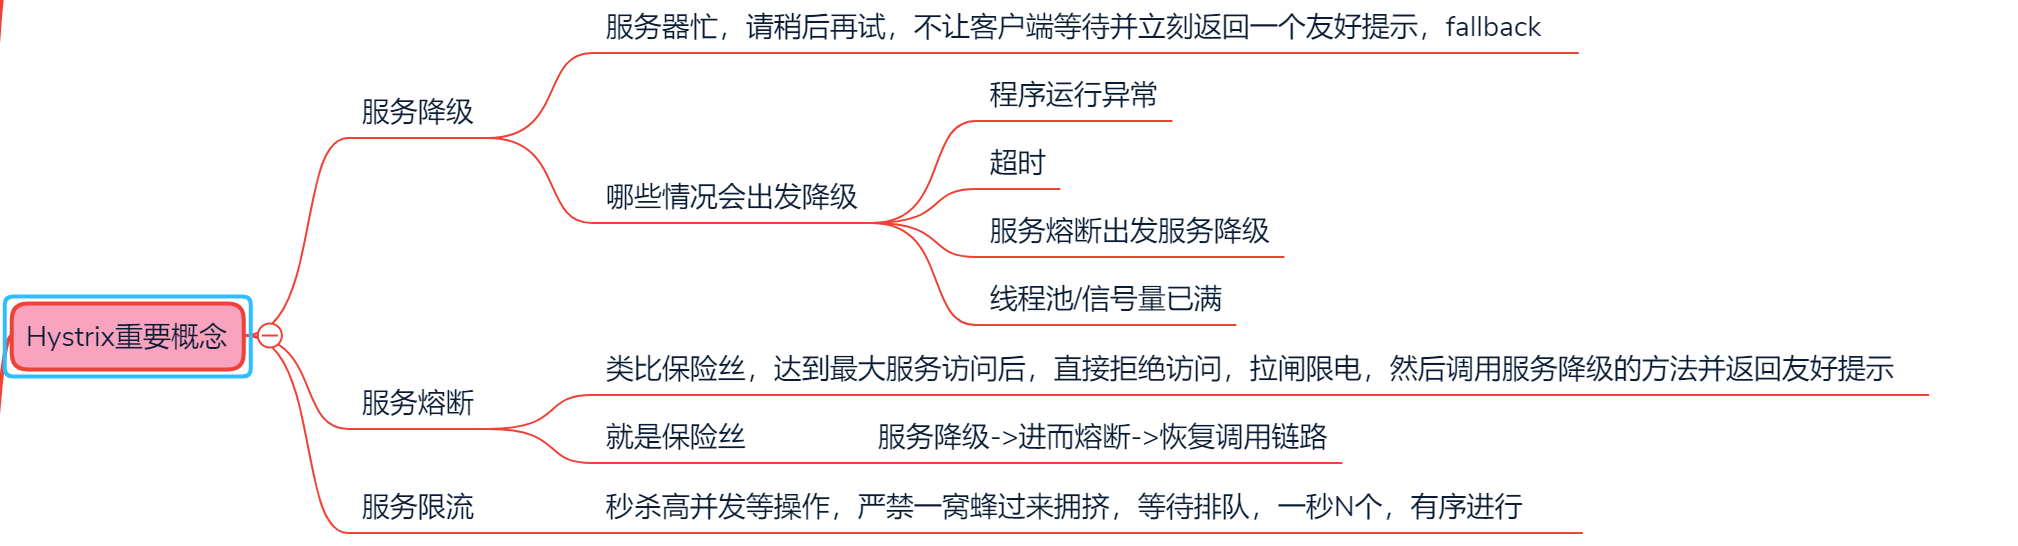 服务器忙，请稍后再试，不让客户端等待并立刻返回一个友好提示，fallback
程序运行异常
服务降级
超时
哪些情况会出发降级
服务熔断出发服务降级
线程池/信号量已满
Hystrix重要概念
类比保险丝，达到最大服务访问后，直接拒绝访问，拉闸限电，然后调用服务降级的方法并返回友好提示
服务熔断
就是保险丝 服务降级->进而熔断->恢复调用链路
服务限流 秒杀高并发等操作，严禁一窝蜂过来拥挤，等待排队，一秒N个，有序进行